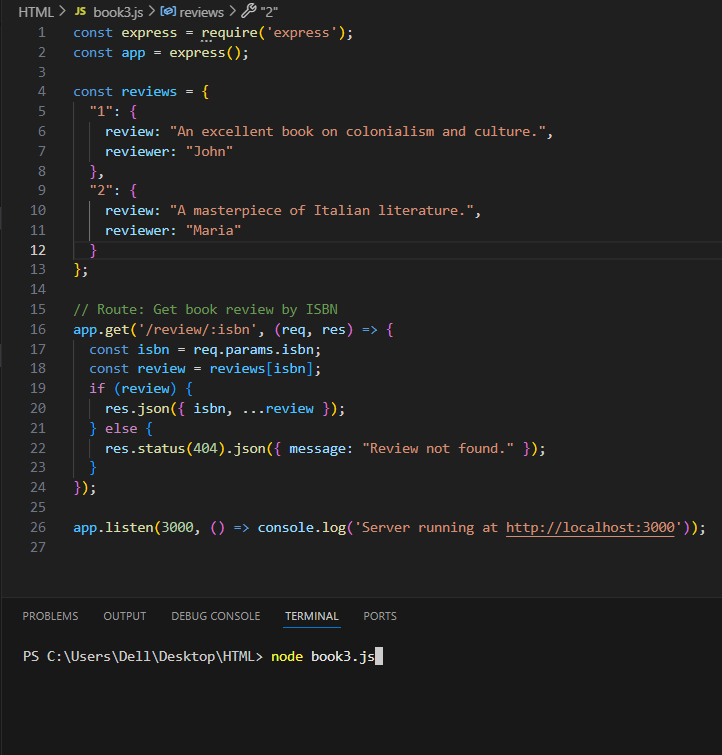 HTML > JS book3.js > reviews > "2"
1 const express = require('express');
2 const app = express();
3
4 const reviews = {
5   "1": {
6     review: "An excellent book on colonialism and culture.",
7     reviewer: "John"
8   },
9   "2": {
10     review: "A masterpiece of Italian literature.",
11     reviewer: "Maria"
12   }
13 };
14
15 // Route: Get book review by ISBN
16 app.get('/review/:isbn', (req, res) => {
17   const isbn = req.params.isbn;
18   const review = reviews[isbn];
19   if (review) {
20     res.json({ isbn, ...review });
21   } else {
22     res.status(404).json({ message: "Review not found." });
23   }
24 });
25
26 app.listen(3000, () => console.log('Server running at http://localhost:3000'));
27
PROBLEMS OUTPUT DEBUG CONSOLE TERMINAL PORTS
PS C:\Users\Dell\Desktop\HTML> node book3.js